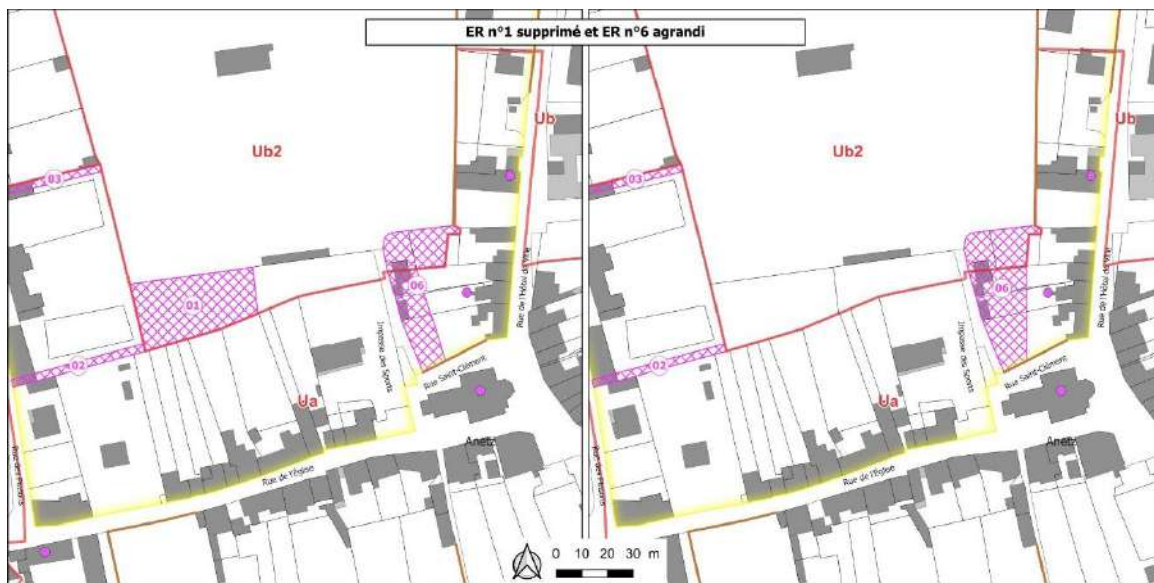 ER n°1 supprimé et ER n°6 agrandi
Ub
Ub2
03
01
06
02
Rue de l'Hôtel de Ville
Impasse des Sports
Rue Saint-Clément
Ua
Anetz
Rue de l'Église
Ub
Ub2
03
06
02
Rue de l'Hôtel de Ville
Impasse des Sports
Rue Saint-Clément
Ua
Anetz
Rue de l'Église
0 10 20 30 m